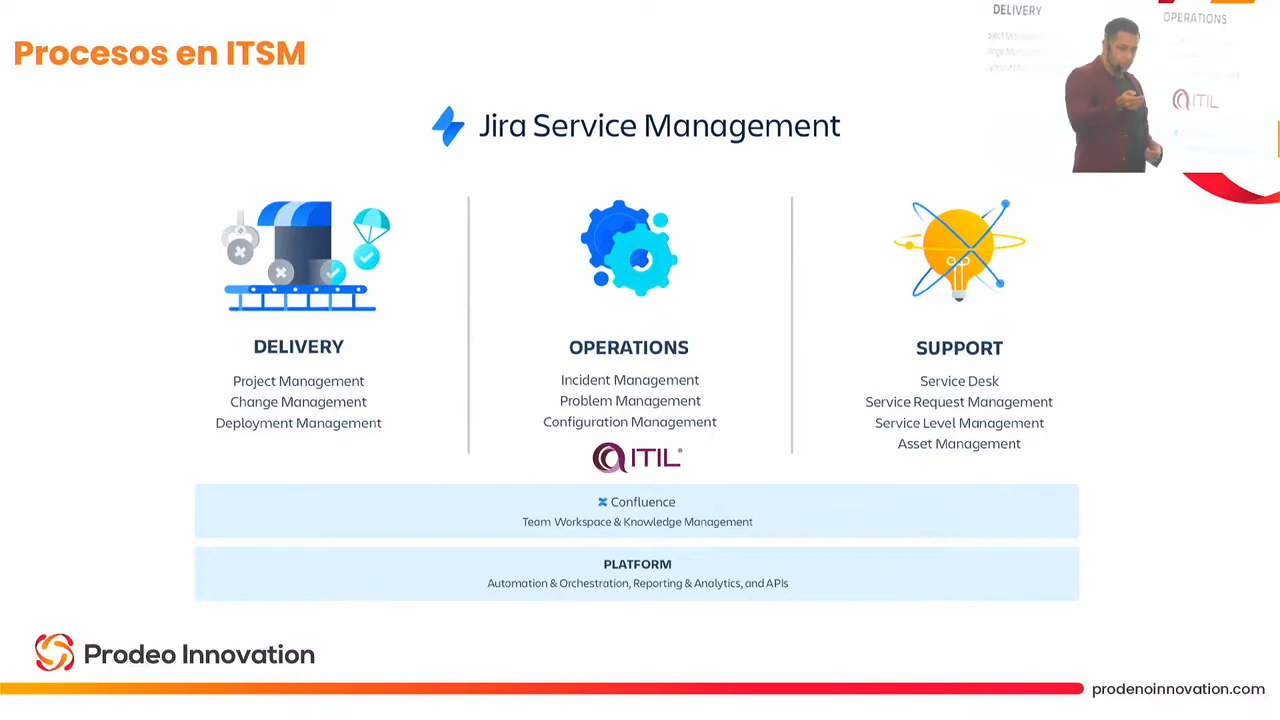 Procesos en ITSM
DELIVERY
OPERATIONS
ITIL
Jira Service Management
DELIVERY
Project Management
Change Management
Deployment Management
OPERATIONS
Incident Management
Problem Management
Configuration Management
ITIL®
SUPPORT
Service Desk
Service Request Management
Service Level Management
Asset Management
Confluence
Team Workspace & Knowledge Management
PLATFORM
Automation & Orchestration, Reporting & Analytics, and APIs
Prodeo Innovation
prodenoinnovation.com